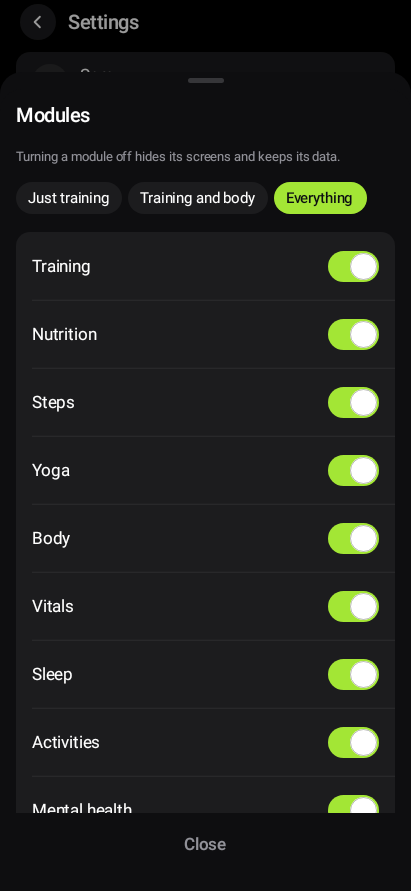 Settings
Modules
Turning a module off hides its screens and keeps its data.
Just training
Training and body
Everything
Training
Nutrition
Steps
Yoga
Body
Vitals
Sleep
Activities
Mental health
Close